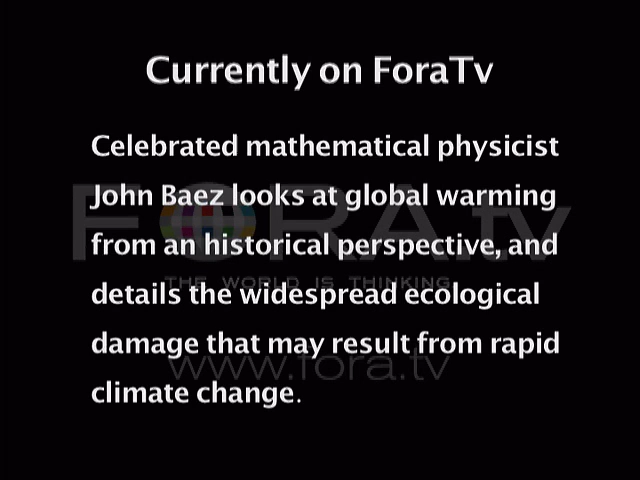 Currently on ForaTv
Celebrated mathematical physicist
John Baez looks at global warming
FORA.tv
from an historical perspective, and
THE WORLD IS THINKING
details the widespread ecological
damage that may result from rapid
www.fora.tv
climate change.